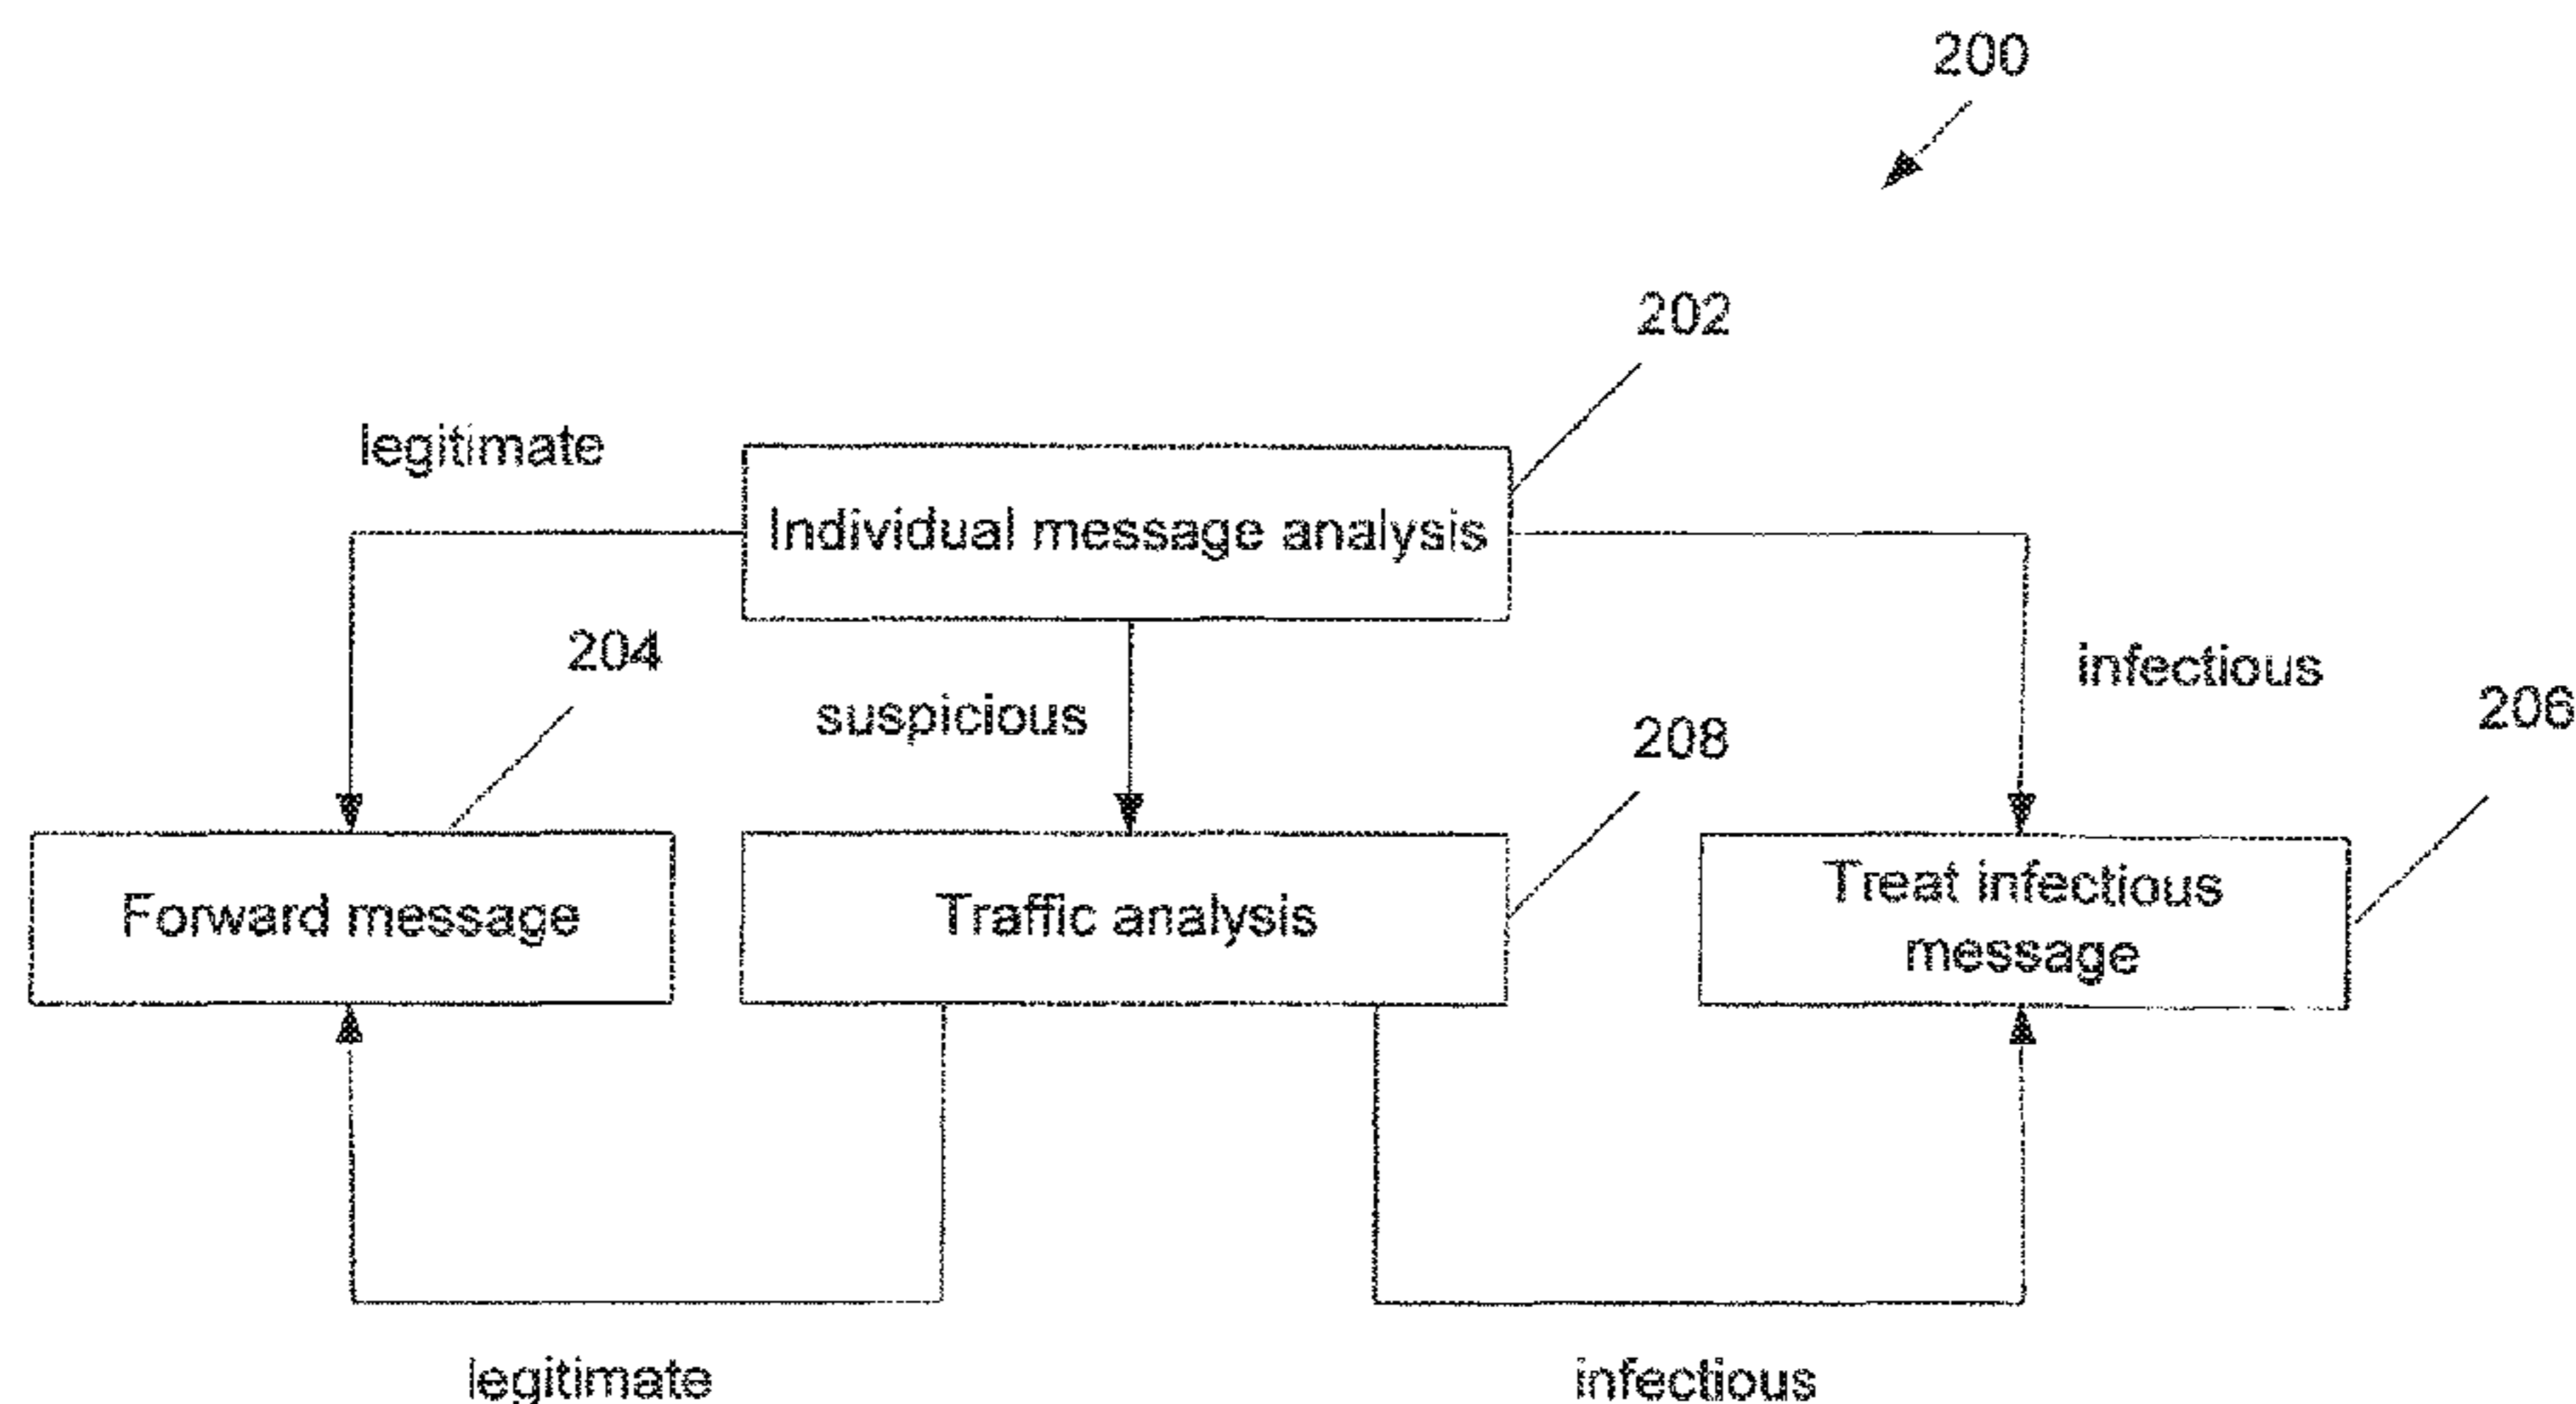 200
202
legitimate
Individual message analysis
204
infectious
suspicious
206
208
Forward message
Traffic analysis
Treat infectious
message
legitimate
infectious